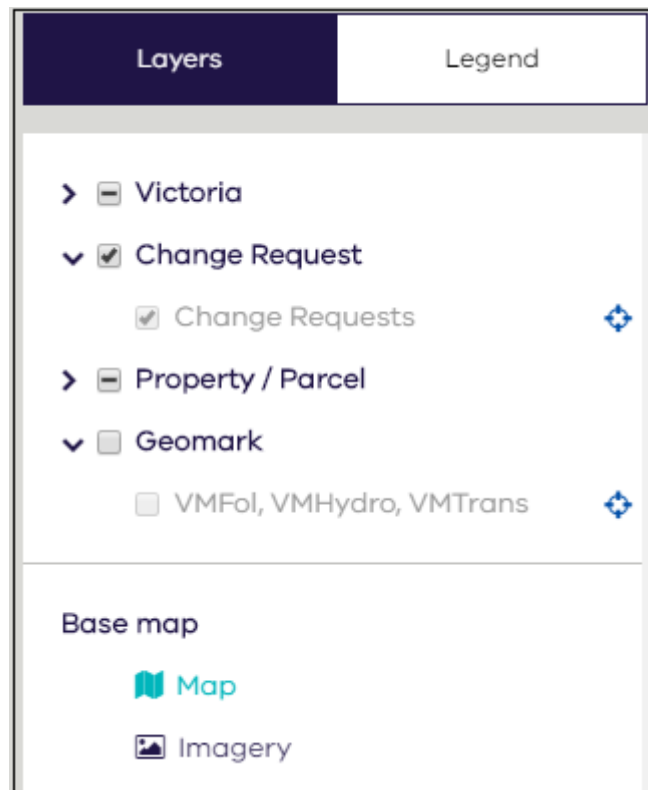 Layers Legend
Victoria
Change Request
Change Requests
Property / Parcel
Geomark
VMFol, VMHydro, VMTrans
Base map
Map
Imagery